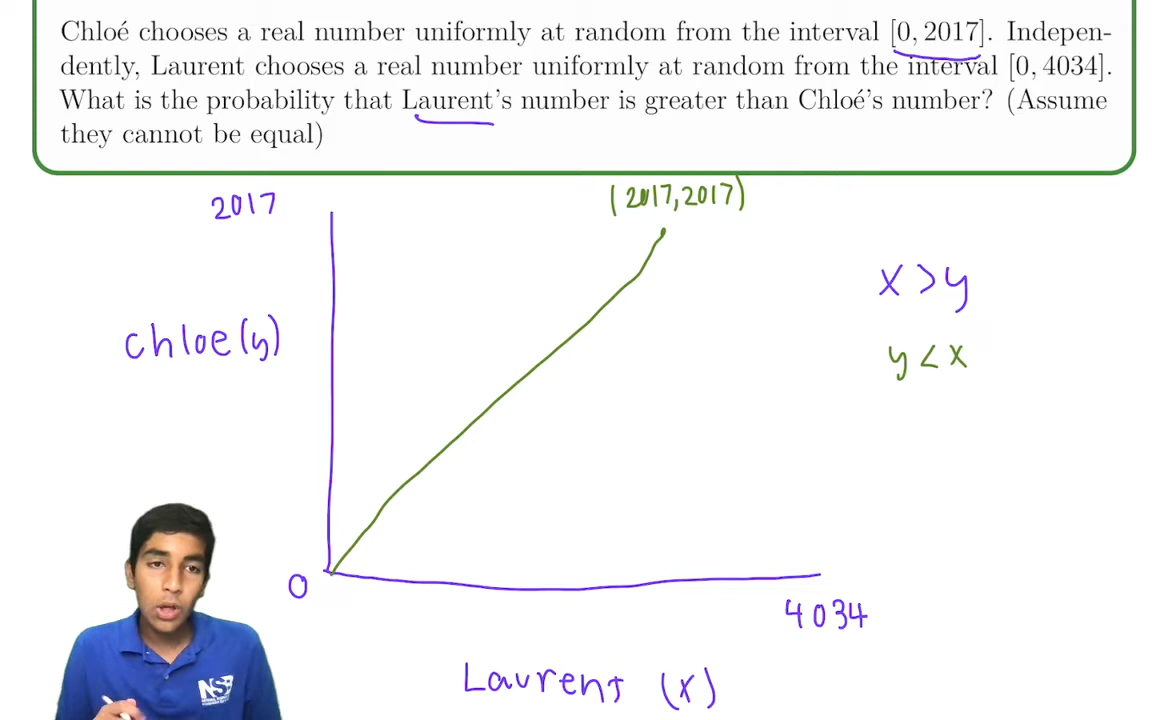 Chloé chooses a real number uniformly at random from the interval [0, 2017]. Indepen-
dently, Laurent chooses a real number uniformly at random from the interval [0, 4034].
What is the probability that Laurent's number is greater than Chloé's number? (Assume
they cannot be equal)
2017
(2017,2017)
x > y
chloe(y)
y < x
0
4034
Laurent (x)